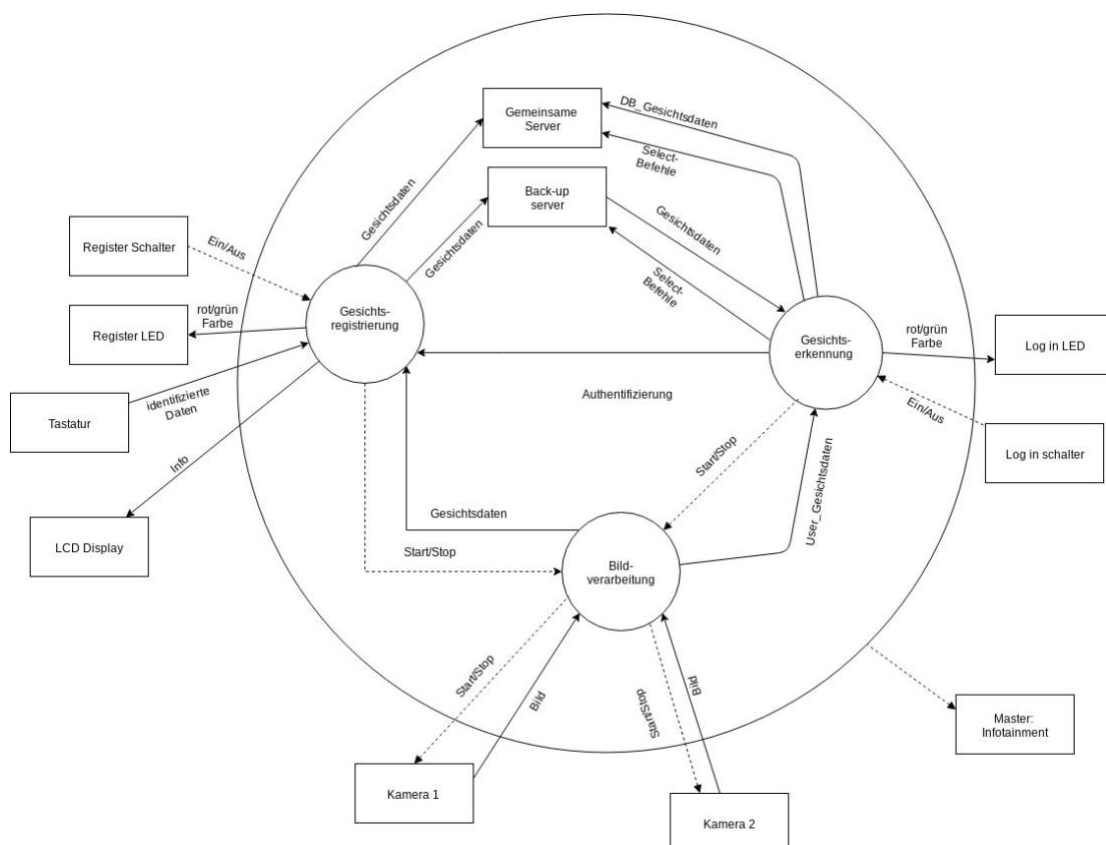 Gemeinsame
Server
DB_Gesichtsdaten
Select-
Befehle
Back-up
server
Gesichtsdaten
Gesichtsdaten
Gesichtsdaten
Select-
Befehle
Register Schalter
Ein/Aus
Gesichts-
registrierung
rot/grün
Farbe
Register LED
Gesichts-
erkennung
rot/grün
Farbe
Log in LED
identifizierte
Daten
Tastatur
Authentifizierung
Ein/Aus
Log in schalter
Info
Start/Stop
User_Gesichtsdaten
LCD Display
Gesichtsdaten
Start/Stop
Bild-
verarbeitung
Start/Stop
Bild
Start/Stop
Bild
Master:
Infotainment
Kamera 1
Kamera 2